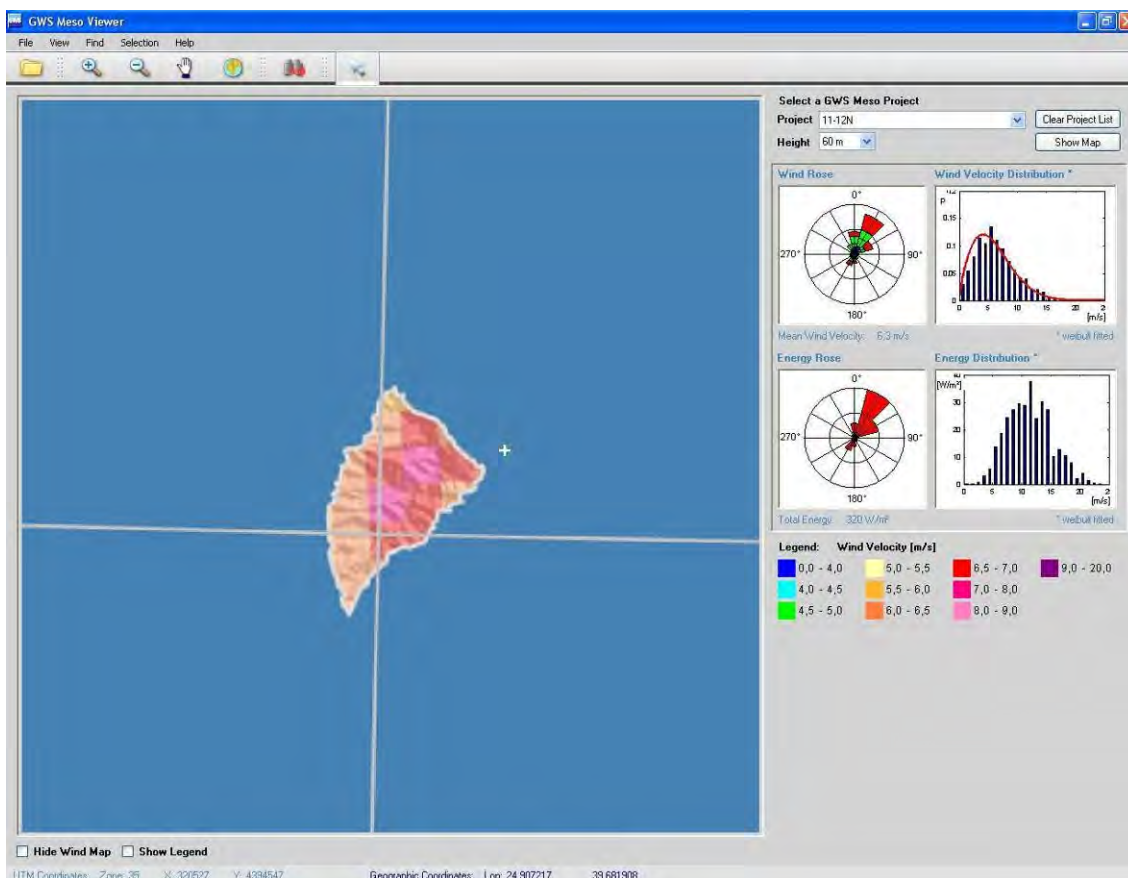 GWS Meso Viewer
File View Find Selection Help
Select a GWS Meso Project
Project 11-12N Clear Project List
Height 60 m Show Map
Wind Rose Wind Velocity Distribution *
0° 270° 90° 180°
p 0.15 0.1 0.05 0
0 5 10 15 20 2
[m/s]
Mean Wind Velocity: 6,3 m/s * weibull fitted
Energy Rose Energy Distribution *
0° 270° 90° 180°
[W/m²] 30 20 10 0
0 5 10 15 20 2
[m/s]
Total Energy: 320 W/m² * weibull fitted
Legend: Wind Velocity [m/s]
0,0 - 4,0 5,0 - 5,5 6,5 - 7,0 9,0 - 20,0
4,0 - 4,5 5,5 - 6,0 7,0 - 8,0
4,5 - 5,0 6,0 - 6,5 8,0 - 9,0
Hide Wind Map Show Legend
UTM Coordinates Zone: 35 X: 320527 Y: 4394547 Geographic Coordinates: Lon: 24.907217 39.681908